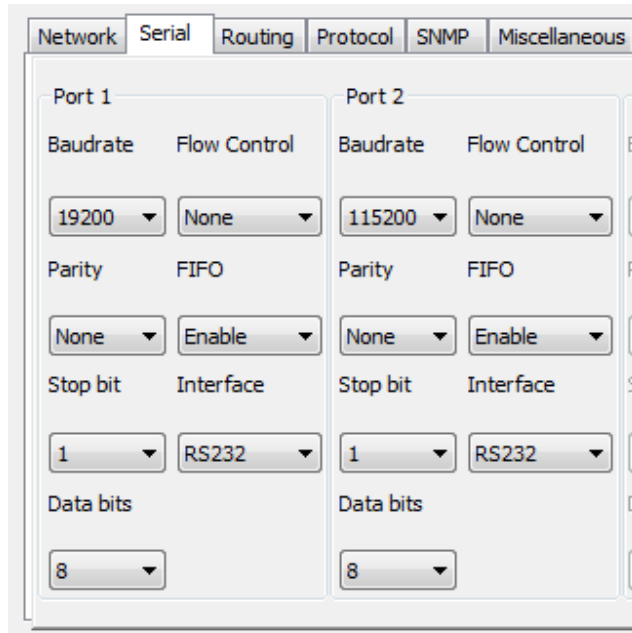 Network Serial Routing Protocol SNMP Miscellaneous
Port 1
Baudrate Flow Control
19200 None
Parity FIFO
None Enable
Stop bit Interface
1 RS232
Data bits
8
Port 2
Baudrate Flow Control
115200 None
Parity FIFO
None Enable
Stop bit Interface
1 RS232
Data bits
8